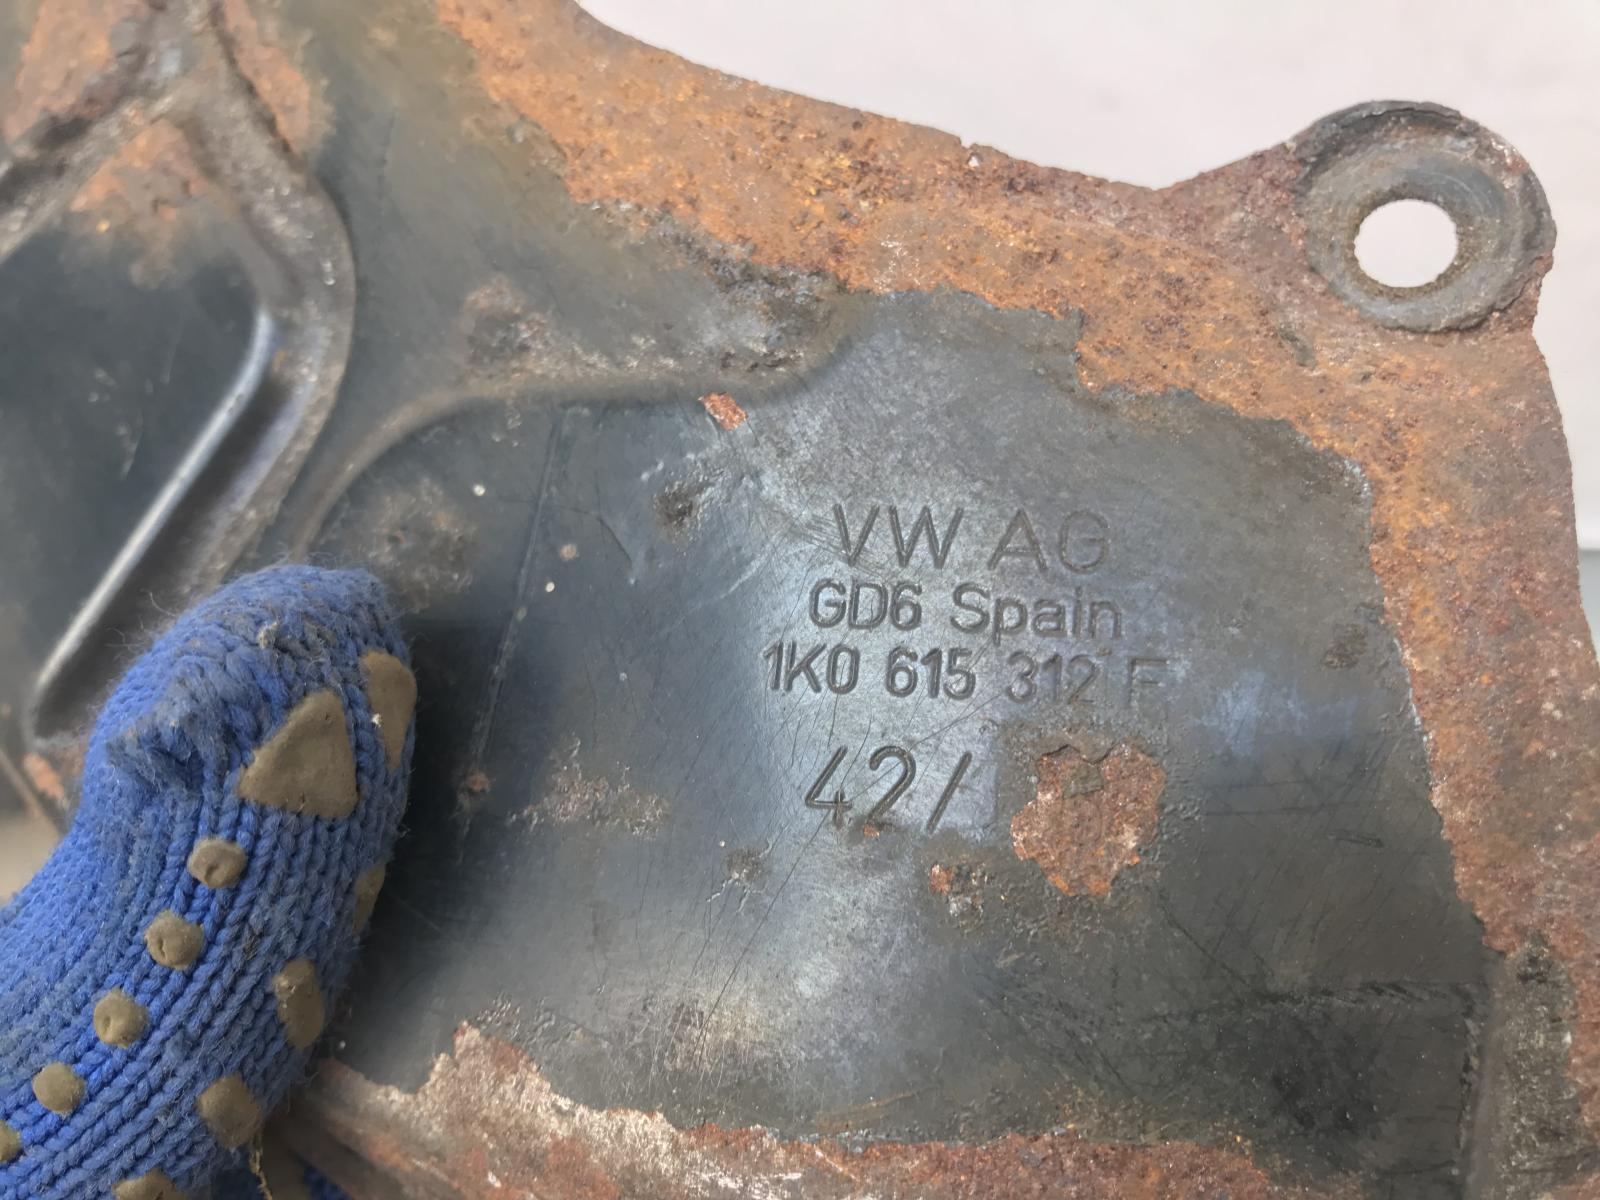 VW AG
GD6 Spain
1K0 615 312 F
42/